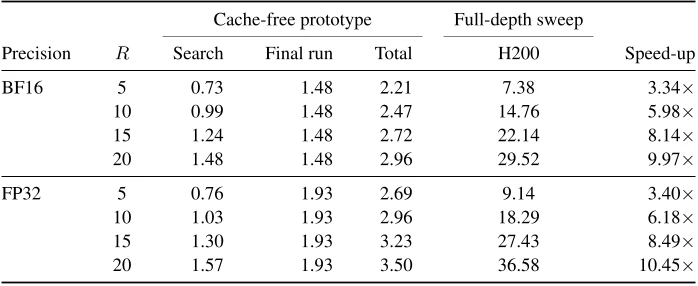 Cache-free prototype Full-depth sweep
Precision R Search Final run Total H200 Speed-up
BF16 5 0.73 1.48 2.21 7.38 3.34×
10 0.99 1.48 2.47 14.76 5.98×
15 1.24 1.48 2.72 22.14 8.14×
20 1.48 1.48 2.96 29.52 9.97×
FP32 5 0.76 1.93 2.69 9.14 3.40×
10 1.03 1.93 2.96 18.29 6.18×
15 1.30 1.93 3.23 27.43 8.49×
20 1.57 1.93 3.50 36.58 10.45×